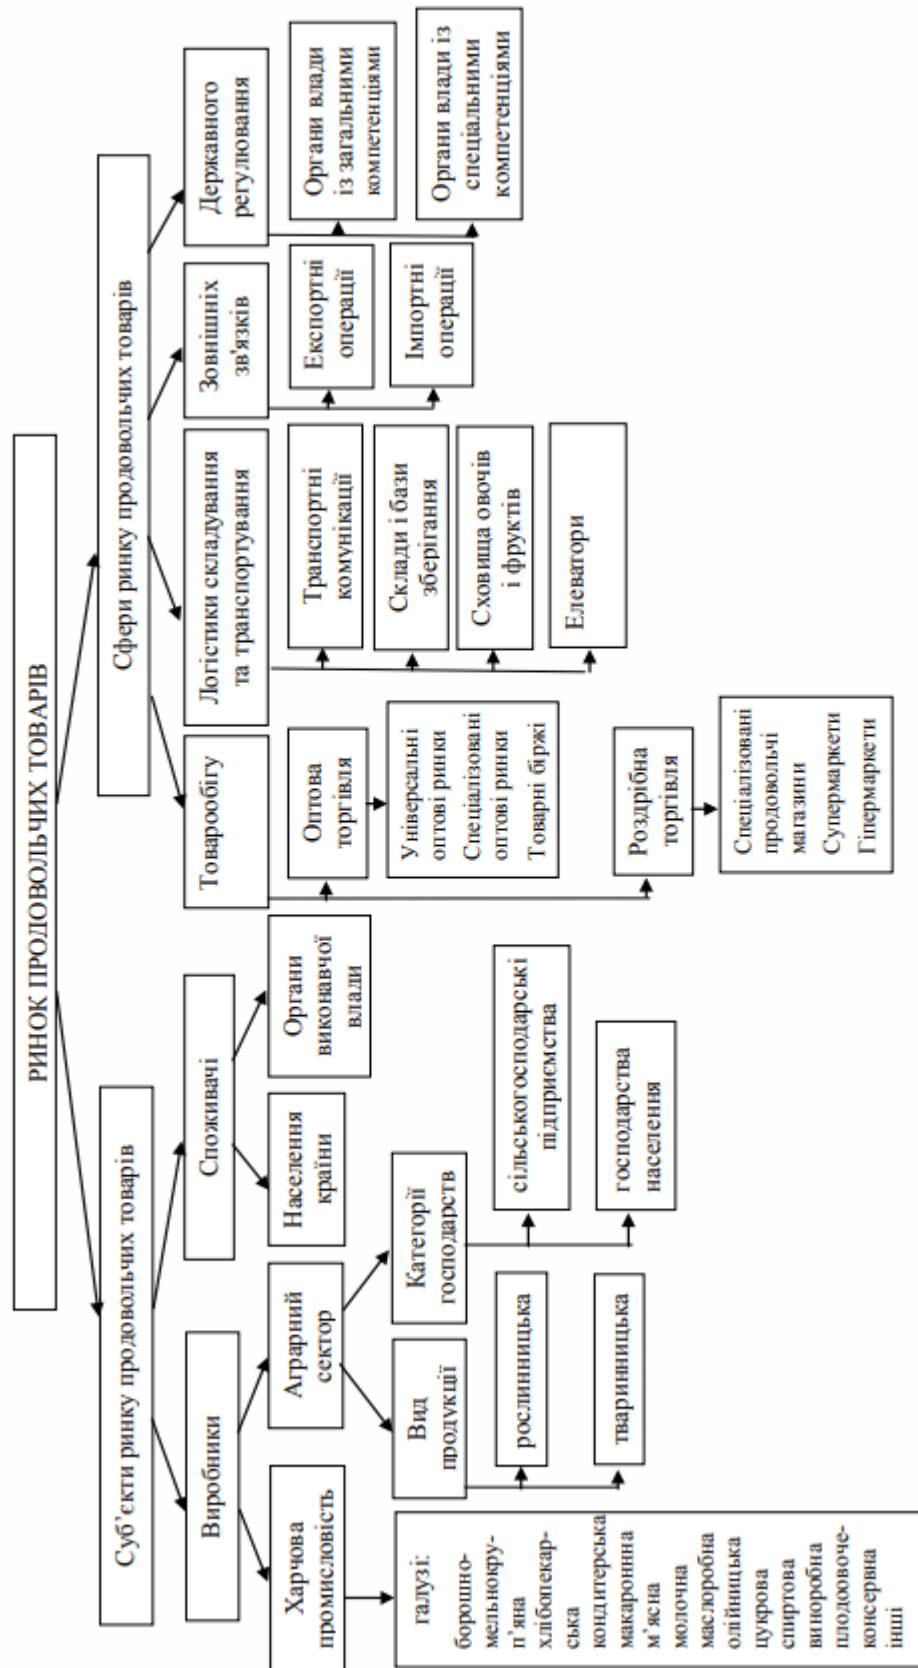 РИНОК ПРОДОВОЛЬЧИХ ТОВАРІВ
Суб’єкти ринку продовольчих товарів
Сфери ринку продовольчих товарів
Виробники
Споживачі
Товарообігу
Логістики складування
та транспортування
Зовнішніх
зв'язків
Державного
регулювання
Харчова
промисловість
Аграрний
сектор
Населення
країни
Органи
виконавчої
влади
Оптова
торгівля
Транспортні
комунікації
Експортні
операції
Органи влади
із загальними
компетенціями
Вид
продукції
Категорії
господарств
Універсальні
оптові ринки
Спеціалізовані
оптові ринки
Товарні біржі
Склади і бази
зберігання
Імпортні
операції
Органи влади із
спеціальними
компетенціями
галузі:
борошно-
мельнокру-
п’яна
хлібопекар-
ська
кондитерська
макароннна
м’ясна
молочна
маслоробна
олійницька
цукрова
спиртова
виноробна
плодоовоче-
консервна
інші
рослинницька
сільськогосподарські
підприємства
Сховища овочів
і фруктів
тваринницька
господарства
населення
Роздрібна
торгівля
Елеватори
Спеціалізовані
продовольчі
магазини
Супермаркети
Гіпермаркети